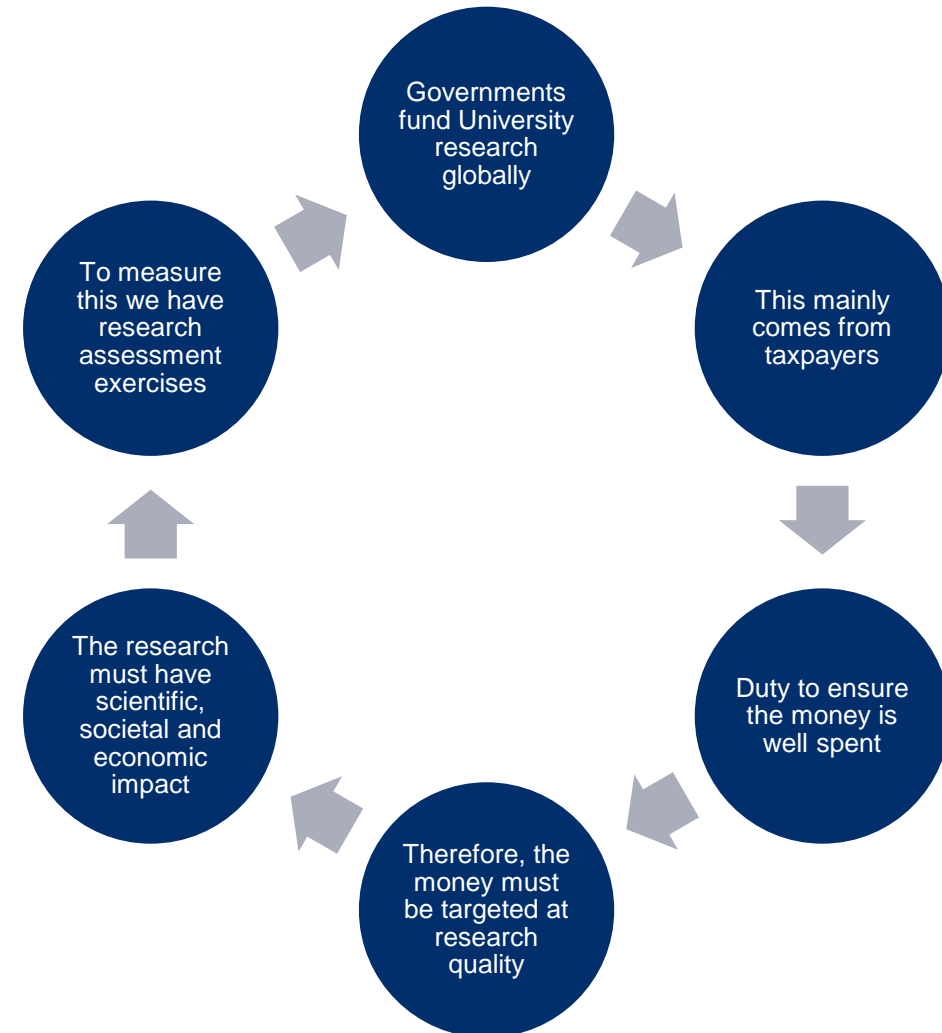 Governments
fund University
research
globally
This mainly
comes from
taxpayers
Duty to ensure
the money is
well spent
Therefore, the
money must
be targeted at
research
quality
The research
must have
scientific,
societal and
economic
impact
To measure
this we have
research
assessment
exercises